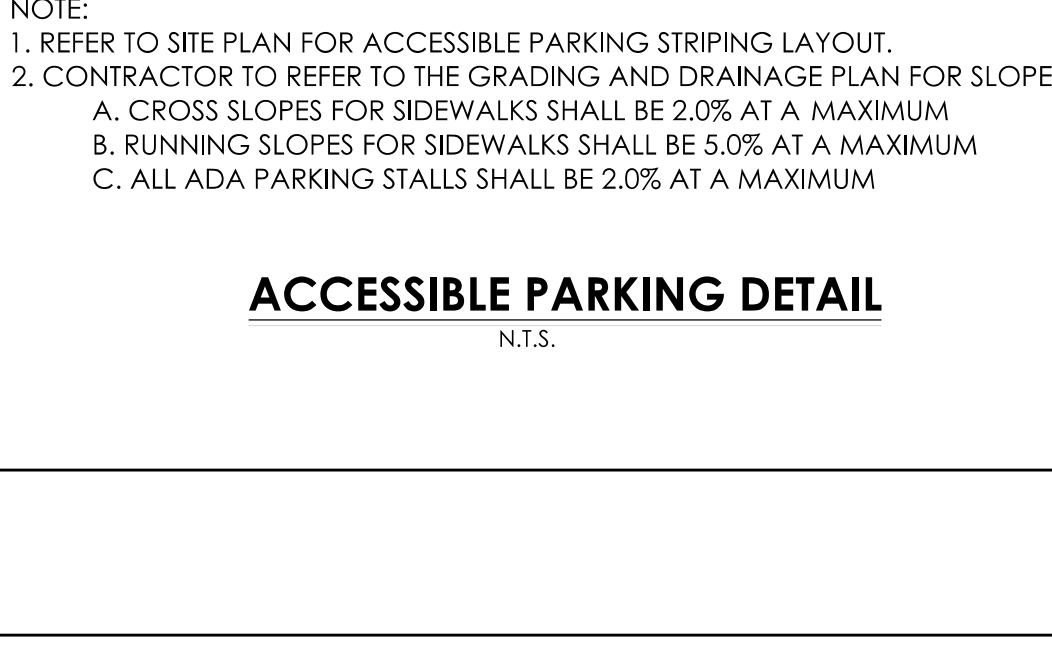 NOTE:
1. REFER TO SITE PLAN FOR ACCESSIBLE PARKING STRIPING LAYOUT.
2. CONTRACTOR TO REFER TO THE GRADING AND DRAINAGE PLAN FOR SLOPE
A. CROSS SLOPES FOR SIDEWALKS SHALL BE 2.0% AT A MAXIMUM
B. RUNNING SLOPES FOR SIDEWALKS SHALL BE 5.0% AT A MAXIMUM
C. ALL ADA PARKING STALLS SHALL BE 2.0% AT A MAXIMUM
ACCESSIBLE PARKING DETAIL
N.T.S.